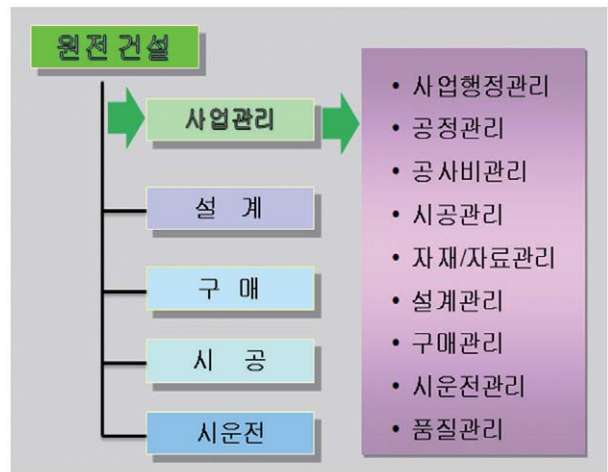 원전 건설
사업관리
설 계
구 매
시 공
시운전
• 사업행정관리
• 공정관리
• 공사비관리
• 시공관리
• 자재/자료관리
• 설계관리
• 구매관리
• 시운전관리
• 품질관리